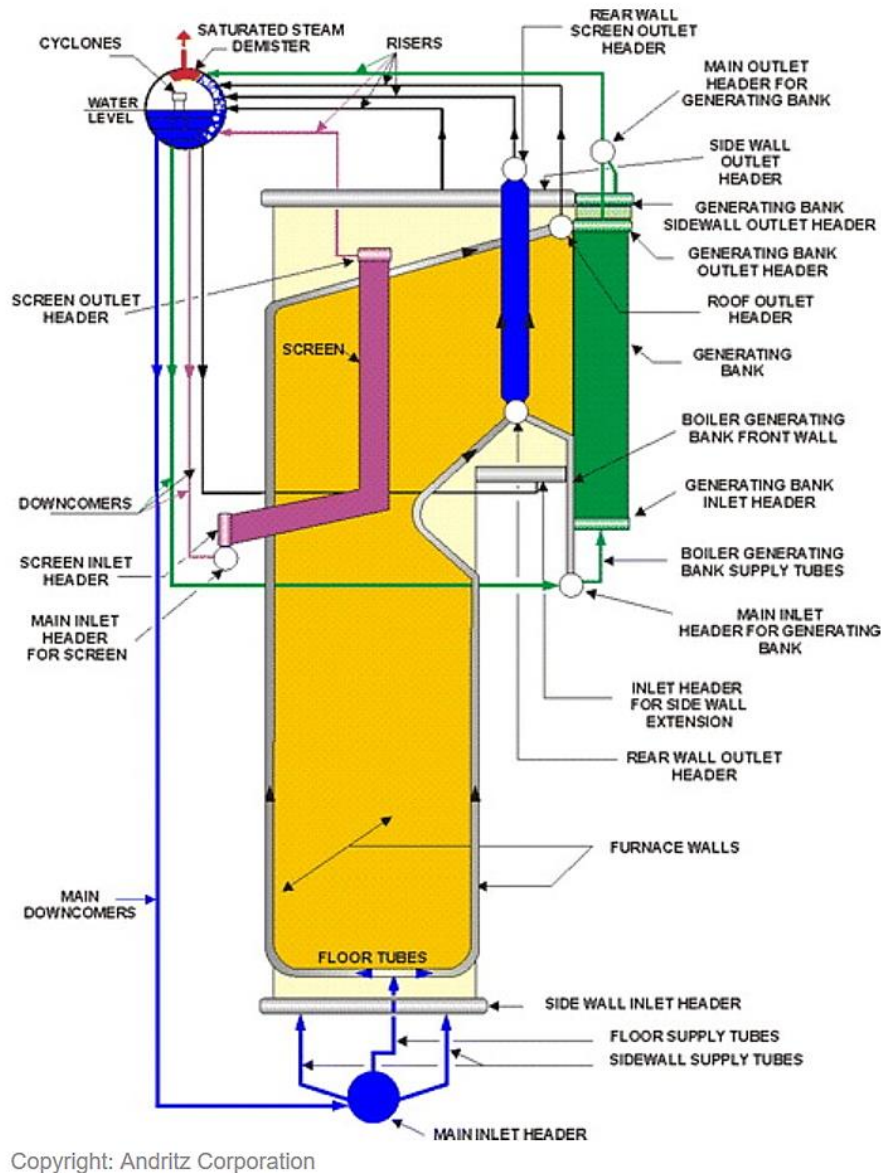 REAR WALL
SCREEN OUTLET
HEADER
SATURATED STEAM
DEMISTER
CYCLONES
RISERS
MAIN OUTLET
HEADER FOR
GENERATING BANK
WATER
LEVEL
SIDE WALL
OUTLET
HEADER
GENERATING BANK
SIDEWALL OUTLET HEADER
GENERATING BANK
OUTLET HEADER
SCREEN OUTLET
HEADER
ROOF OUTLET
HEADER
SCREEN
GENERATING
BANK
BOILER GENERATING
BANK FRONT WALL
DOWNCOMERS
GENERATING BANK
INLET HEADER
SCREEN INLET
HEADER
BOILER GENERATING
BANK SUPPLY TUBES
MAIN INLET
HEADER
FOR SCREEN
MAIN INLET
HEADER FOR GENERATING
BANK
INLET HEADER
FOR SIDE WALL
EXTENSION
REAR WALL OUTLET
HEADER
FURNACE WALLS
MAIN
DOWNCOMERS
FLOOR TUBES
SIDE WALL INLET HEADER
FLOOR SUPPLY TUBES
SIDEWALL SUPPLY TUBES
MAIN INLET HEADER
Copyright: Andritz Corporation